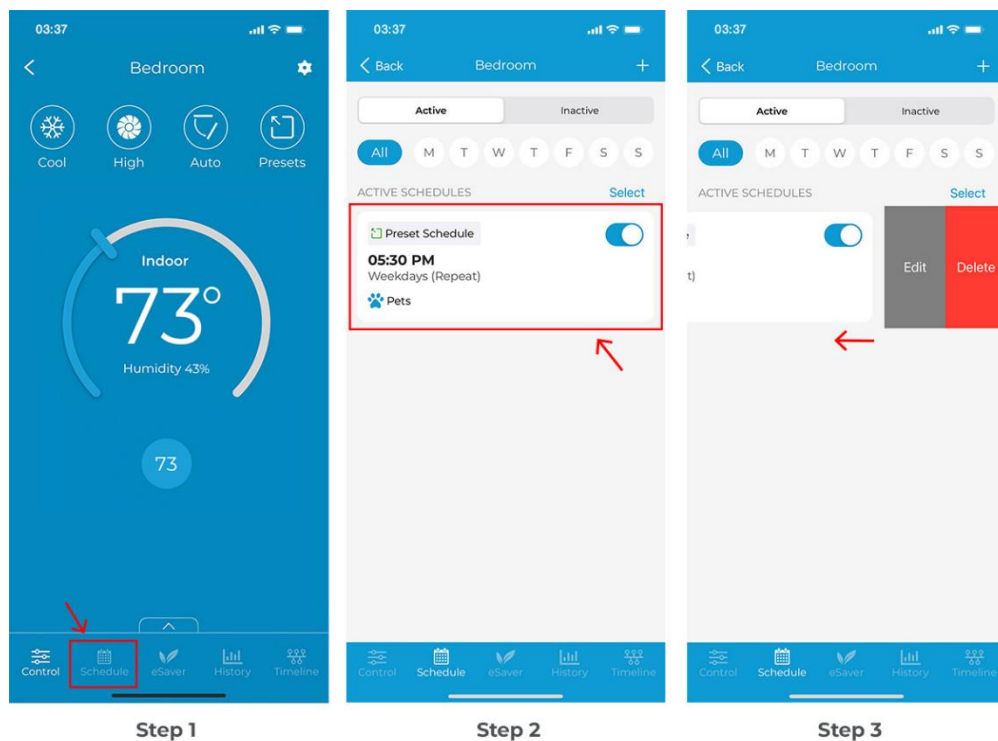 03:37
Bedroom
Cool
High
Auto
Presets
Indoor
73°
Humidity 43%
73
Control
Schedule
eSaver
History
Timeline
Step 1
03:37
Back
Bedroom
+
Active
Inactive
All M T W T F S S
ACTIVE SCHEDULES
Select
Preset Schedule
05:30 PM
Weekdays (Repeat)
Pets
Control
Schedule
eSaver
History
Timeline
Step 2
03:37
Back
Bedroom
+
Active
Inactive
All M T W T F S S
ACTIVE SCHEDULES
Select
t)
Edit
Delete
Control
Schedule
eSaver
History
Timeline
Step 3